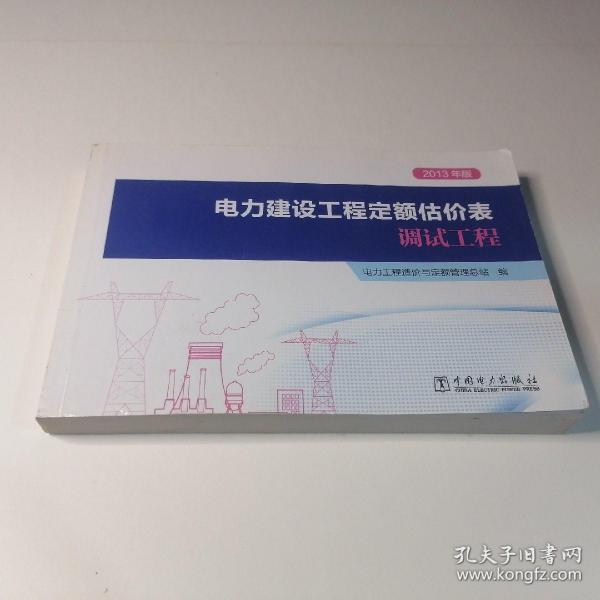 2013年版
电力建设工程定额估价表
调试工程
电力工程造价与定额管理总站 编
中国电力出版社
CHINA ELECTRIC POWER PRESS
孔夫子旧书网
www.kongfz.com